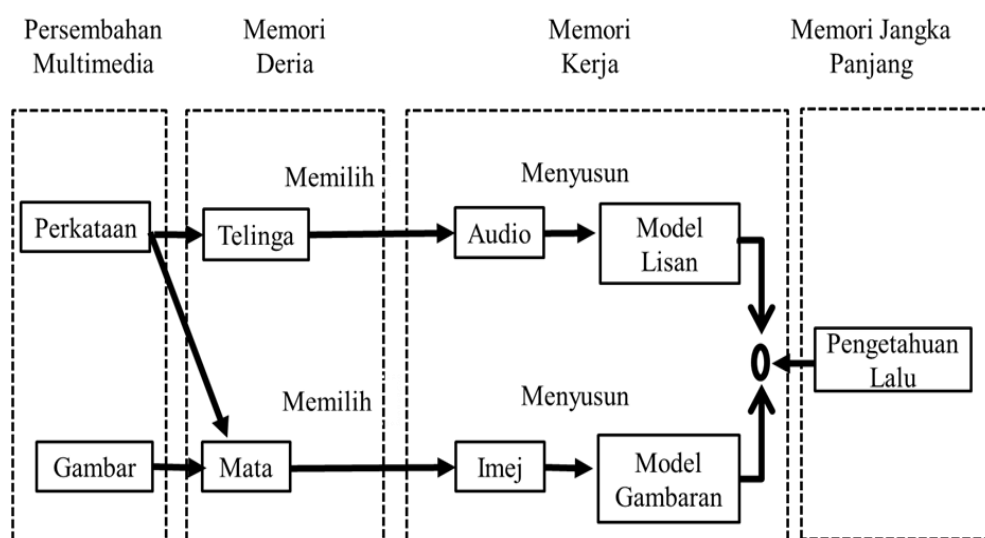 Persembahan
Multimedia
Memori
Deria
Memori
Kerja
Memori Jangka
Panjang
Memilih
Menyusun
Perkataan
Telinga
Audio
Model
Lisan
Pengetahuan
Lalu
Memilih
Menyusun
Gambar
Mata
Imej
Model
Gambaran